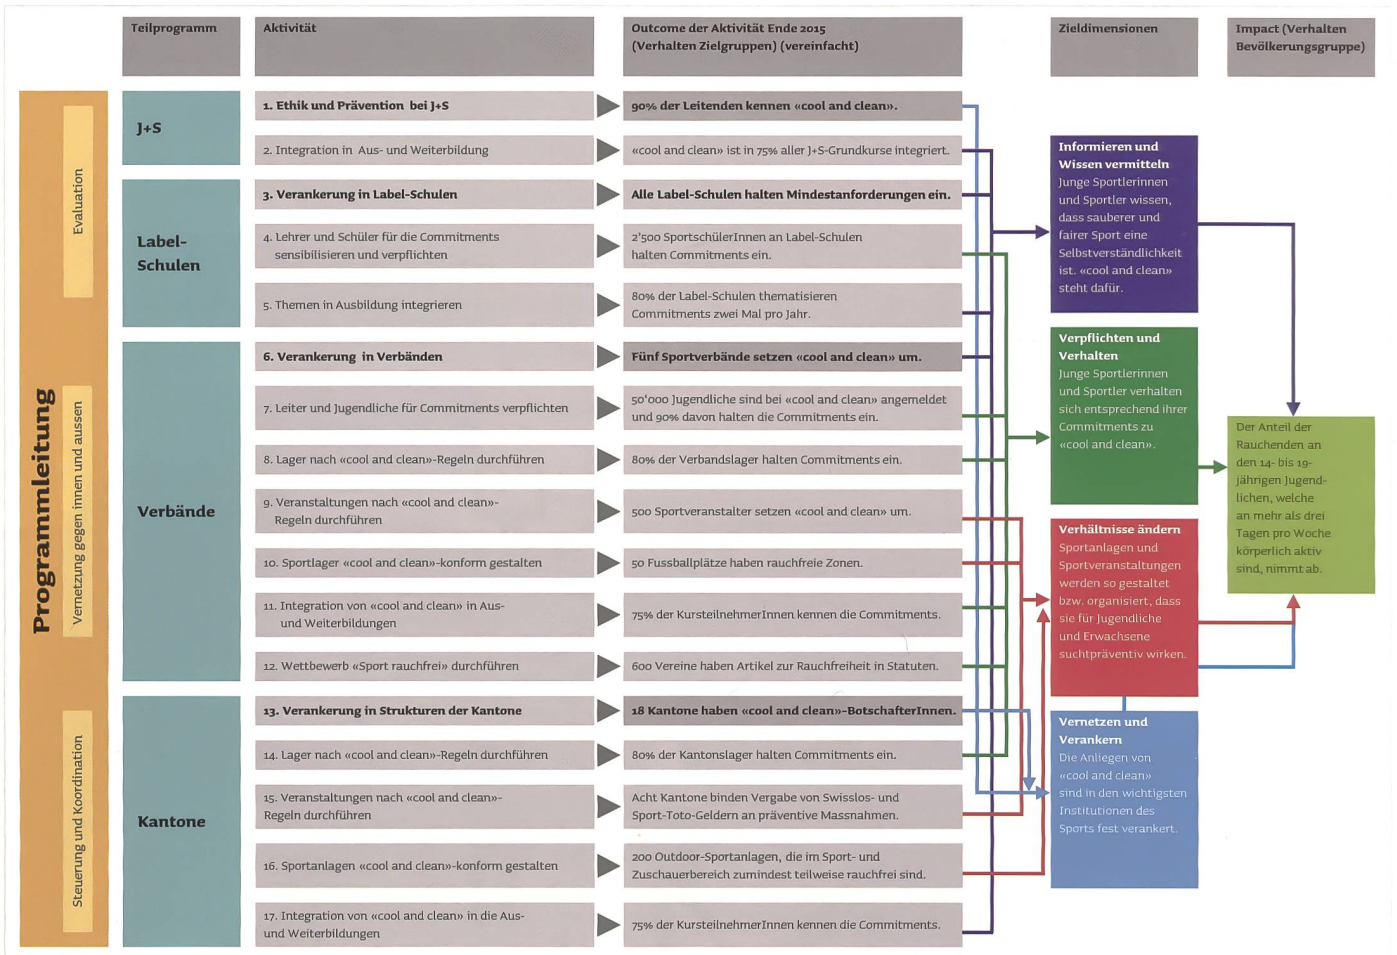 Teilprogramm
Aktivität
Outcome der Aktivität Ende 2015
(Verhalten Zielgruppen) (vereinfacht)
Zieldimensionen
Impact (Verhalten
Bevölkerungsgruppe)
Programmleitung
Evaluation
Vernetzung gegen innen und aussen
Steuerung und Koordination
J+S
1. Ethik und Prävention bei J+S
90% der Leitenden kennen «cool and clean».
2. Integration in Aus- und Weiterbildung
«cool and clean» ist in 75% aller J+S-Grundkurse integriert.
Label-
Schulen
3. Verankerung in Label-Schulen
Alle Label-Schulen halten Mindestanforderungen ein.
4. Lehrer und Schüler für die Commitments
sensibilisieren und verpflichten
2'500 SportschülerInnen an Label-Schulen
halten Commitments ein.
5. Themen in Ausbildung integrieren
80% der Label-Schulen thematisieren
Commitments zwei Mal pro Jahr.
Verbände
6. Verankerung in Verbänden
Fünf Sportverbände setzen «cool and clean» um.
7. Leiter und Jugendliche für Commitments verpflichten
50'000 Jugendliche sind bei «cool and clean» angemeldet
und 90% davon halten die Commitments ein.
8. Lager nach «cool and clean»-Regeln durchführen
80% der Verbandslager halten Commitments ein.
9. Veranstaltungen nach «cool and clean»-
Regeln durchführen
500 Sportveranstalter setzen «cool and clean» um.
10. Sportlager «cool and clean»-konform gestalten
50 Fussballplätze haben rauchfreie Zonen.
11. Integration von «cool and clean» in Aus-
und Weiterbildungen
75% der KursteilnehmerInnen kennen die Commitments.
12. Wettbewerb «Sport rauchfrei» durchführen
600 Vereine haben Artikel zur Rauchfreiheit in Statuten.
Kantone
13. Verankerung in Strukturen der Kantone
18 Kantone haben «cool and clean»-BotschafterInnen.
14. Lager nach «cool and clean»-Regeln durchführen
80% der Kantonslager halten Commitments ein.
15. Veranstaltungen nach «cool and clean»-
Regeln durchführen
Acht Kantone binden Vergabe von Swisslos- und
Sport-Toto-Geldern an präventive Massnahmen.
16. Sportanlagen «cool and clean»-konform gestalten
200 Outdoor-Sportanlagen, die im Sport- und
Zuschauerbereich zumindest teilweise rauchfrei sind.
17. Integration von «cool and clean» in die Aus-
und Weiterbildungen
75% der KursteilnehmerInnen kennen die Commitments.
Informieren und
Wissen vermitteln
Junge Sportlerinnen
und Sportler wissen,
dass sauberer und
fairer Sport eine
Selbstverständlichkeit
ist. «cool and clean»
steht dafür.
Verpflichten und
Verhalten
Junge Sportlerinnen
und Sportler verhalten
sich entsprechend ihrer
Commitments zu
«cool and clean».
Verhältnisse ändern
Sportanlagen und
Sportveranstaltungen
werden so gestaltet
bzw. organisiert, dass
sie für Jugendliche
und Erwachsene
suchtpräventiv wirken.
Vernetzen und
Verankern
Die Anliegen von
«cool and clean»
sind in den wichtigsten
Institutionen des
Sports fest verankert.
Der Anteil der
Rauchenden an
den 14- bis 19-
jährigen Jugend-
lichen, welche
an mehr als drei
Tagen pro Woche
körperlich aktiv
sind, nimmt ab.